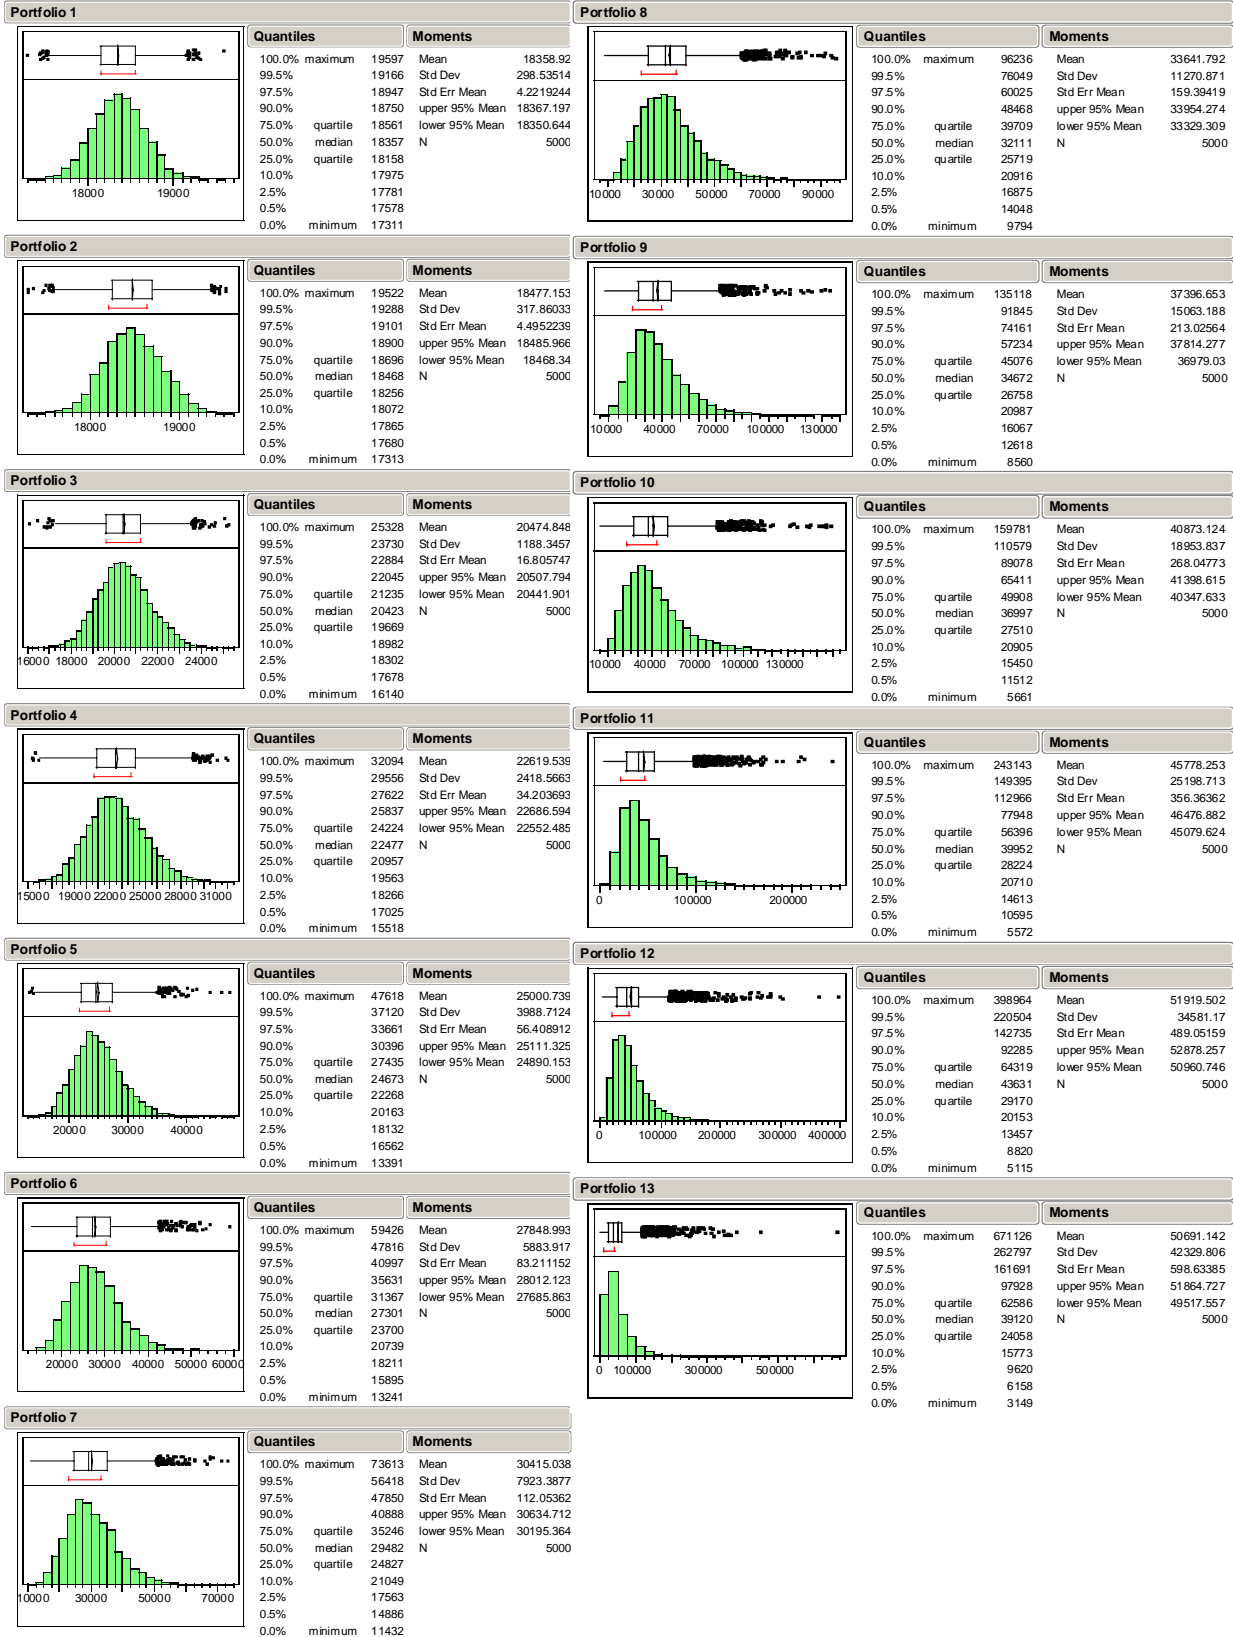 Portfolio 1
Quantiles
Moments
100.0% maximum 19597 Mean 18358.92
99.5% 19166 Std Dev 298.53514
97.5% 18947 Std Err Mean 4.2219244
90.0% 18750 upper 95% Mean 18367.197
75.0% quartile 18561 lower 95% Mean 18350.644
50.0% median 18357 N 5000
25.0% quartile 18158
10.0% 17975
2.5% 17781
0.5% 17578
0.0% minimum 17311
18000 19000
Portfolio 2
Quantiles
Moments
100.0% maximum 19522 Mean 18477.153
99.5% 19288 Std Dev 317.86033
97.5% 19101 Std Err Mean 4.4952239
90.0% 18900 upper 95% Mean 18485.966
75.0% quartile 18696 lower 95% Mean 18468.34
50.0% median 18468 N 5000
25.0% quartile 18256
10.0% 18072
2.5% 17865
0.5% 17680
0.0% minimum 17313
18000 19000
Portfolio 3
Quantiles
Moments
100.0% maximum 25328 Mean 20474.848
99.5% 23730 Std Dev 1188.3457
97.5% 22884 Std Err Mean 16.805747
90.0% 22045 upper 95% Mean 20507.794
75.0% quartile 21235 lower 95% Mean 20441.901
50.0% median 20423 N 5000
25.0% quartile 19669
10.0% 18982
2.5% 18302
0.5% 17678
0.0% minimum 16140
16000 18000 20000 22000 24000
Portfolio 4
Quantiles
Moments
100.0% maximum 32094 Mean 22619.539
99.5% 29556 Std Dev 2418.5663
97.5% 27622 Std Err Mean 34.203693
90.0% 25837 upper 95% Mean 22686.594
75.0% quartile 24224 lower 95% Mean 22552.485
50.0% median 22477 N 5000
25.0% quartile 20957
10.0% 19563
2.5% 18266
0.5% 17025
0.0% minimum 15518
15000 19000 22000 25000 28000 31000
Portfolio 5
Quantiles
Moments
100.0% maximum 47618 Mean 25000.739
99.5% 37120 Std Dev 3988.7124
97.5% 33661 Std Err Mean 56.408912
90.0% 30396 upper 95% Mean 25111.325
75.0% quartile 27435 lower 95% Mean 24890.153
50.0% median 24673 N 5000
25.0% quartile 22268
10.0% 20163
2.5% 18132
0.5% 16562
0.0% minimum 13391
20000 30000 40000
Portfolio 6
Quantiles
Moments
100.0% maximum 59426 Mean 27848.993
99.5% 47816 Std Dev 5883.917
97.5% 40997 Std Err Mean 83.211152
90.0% 35631 upper 95% Mean 28012.123
75.0% quartile 31367 lower 95% Mean 27685.863
50.0% median 27301 N 5000
25.0% quartile 23700
10.0% 20739
2.5% 18211
0.5% 15895
0.0% minimum 13241
20000 30000 40000 50000 60000
Portfolio 7
Quantiles
Moments
100.0% maximum 73613 Mean 30415.038
99.5% 56418 Std Dev 7923.3877
97.5% 47850 Std Err Mean 112.05362
90.0% 40888 upper 95% Mean 30634.712
75.0% quartile 35246 lower 95% Mean 30195.364
50.0% median 29482 N 5000
25.0% quartile 24827
10.0% 21049
2.5% 17563
0.5% 14886
0.0% minimum 11432
10000 30000 50000 70000
Portfolio 8
Quantiles
Moments
100.0% maximum 96236 Mean 33641.792
99.5% 76049 Std Dev 11270.871
97.5% 60025 Std Err Mean 159.39419
90.0% 48468 upper 95% Mean 33954.274
75.0% quartile 39709 lower 95% Mean 33329.309
50.0% median 32111 N 5000
25.0% quartile 25719
10.0% 20916
2.5% 16875
0.5% 14048
0.0% minimum 9794
10000 30000 50000 70000 90000
Portfolio 9
Quantiles
Moments
100.0% maximum 135118 Mean 37396.653
99.5% 91845 Std Dev 15063.188
97.5% 74161 Std Err Mean 213.02564
90.0% 57234 upper 95% Mean 37814.277
75.0% quartile 45076 lower 95% Mean 36979.03
50.0% median 34672 N 5000
25.0% quartile 26758
10.0% 20987
2.5% 16067
0.5% 12618
0.0% minimum 8560
10000 40000 70000 100000 130000
Portfolio 10
Quantiles
Moments
100.0% maximum 159781 Mean 40873.124
99.5% 110579 Std Dev 18953.837
97.5% 89078 Std Err Mean 268.04773
90.0% 65411 upper 95% Mean 41398.615
75.0% quartile 49908 lower 95% Mean 40347.633
50.0% median 36997 N 5000
25.0% quartile 27510
10.0% 20905
2.5% 15450
0.5% 11512
0.0% minimum 5661
10000 40000 70000 100000 130000
Portfolio 11
Quantiles
Moments
100.0% maximum 243143 Mean 45778.253
99.5% 149395 Std Dev 25198.713
97.5% 112966 Std Err Mean 356.36362
90.0% 77948 upper 95% Mean 46476.882
75.0% quartile 56396 lower 95% Mean 45079.624
50.0% median 39952 N 5000
25.0% quartile 28224
10.0% 20710
2.5% 14613
0.5% 10595
0.0% minimum 5572
0 100000 200000
Portfolio 12
Quantiles
Moments
100.0% maximum 398964 Mean 51919.502
99.5% 220504 Std Dev 34581.17
97.5% 142735 Std Err Mean 489.05159
90.0% 92285 upper 95% Mean 52878.257
75.0% quartile 64319 lower 95% Mean 50960.746
50.0% median 43631 N 5000
25.0% quartile 29170
10.0% 20153
2.5% 13457
0.5% 8820
0.0% minimum 5115
0 100000 200000 300000 400000
Portfolio 13
Quantiles
Moments
100.0% maximum 671126 Mean 50691.142
99.5% 262797 Std Dev 42329.806
97.5% 161691 Std Err Mean 598.63385
90.0% 97928 upper 95% Mean 51864.727
75.0% quartile 62586 lower 95% Mean 49517.557
50.0% median 39120 N 5000
25.0% quartile 24058
10.0% 15773
2.5% 9620
0.5% 6158
0.0% minimum 3149
0 100000 300000 500000